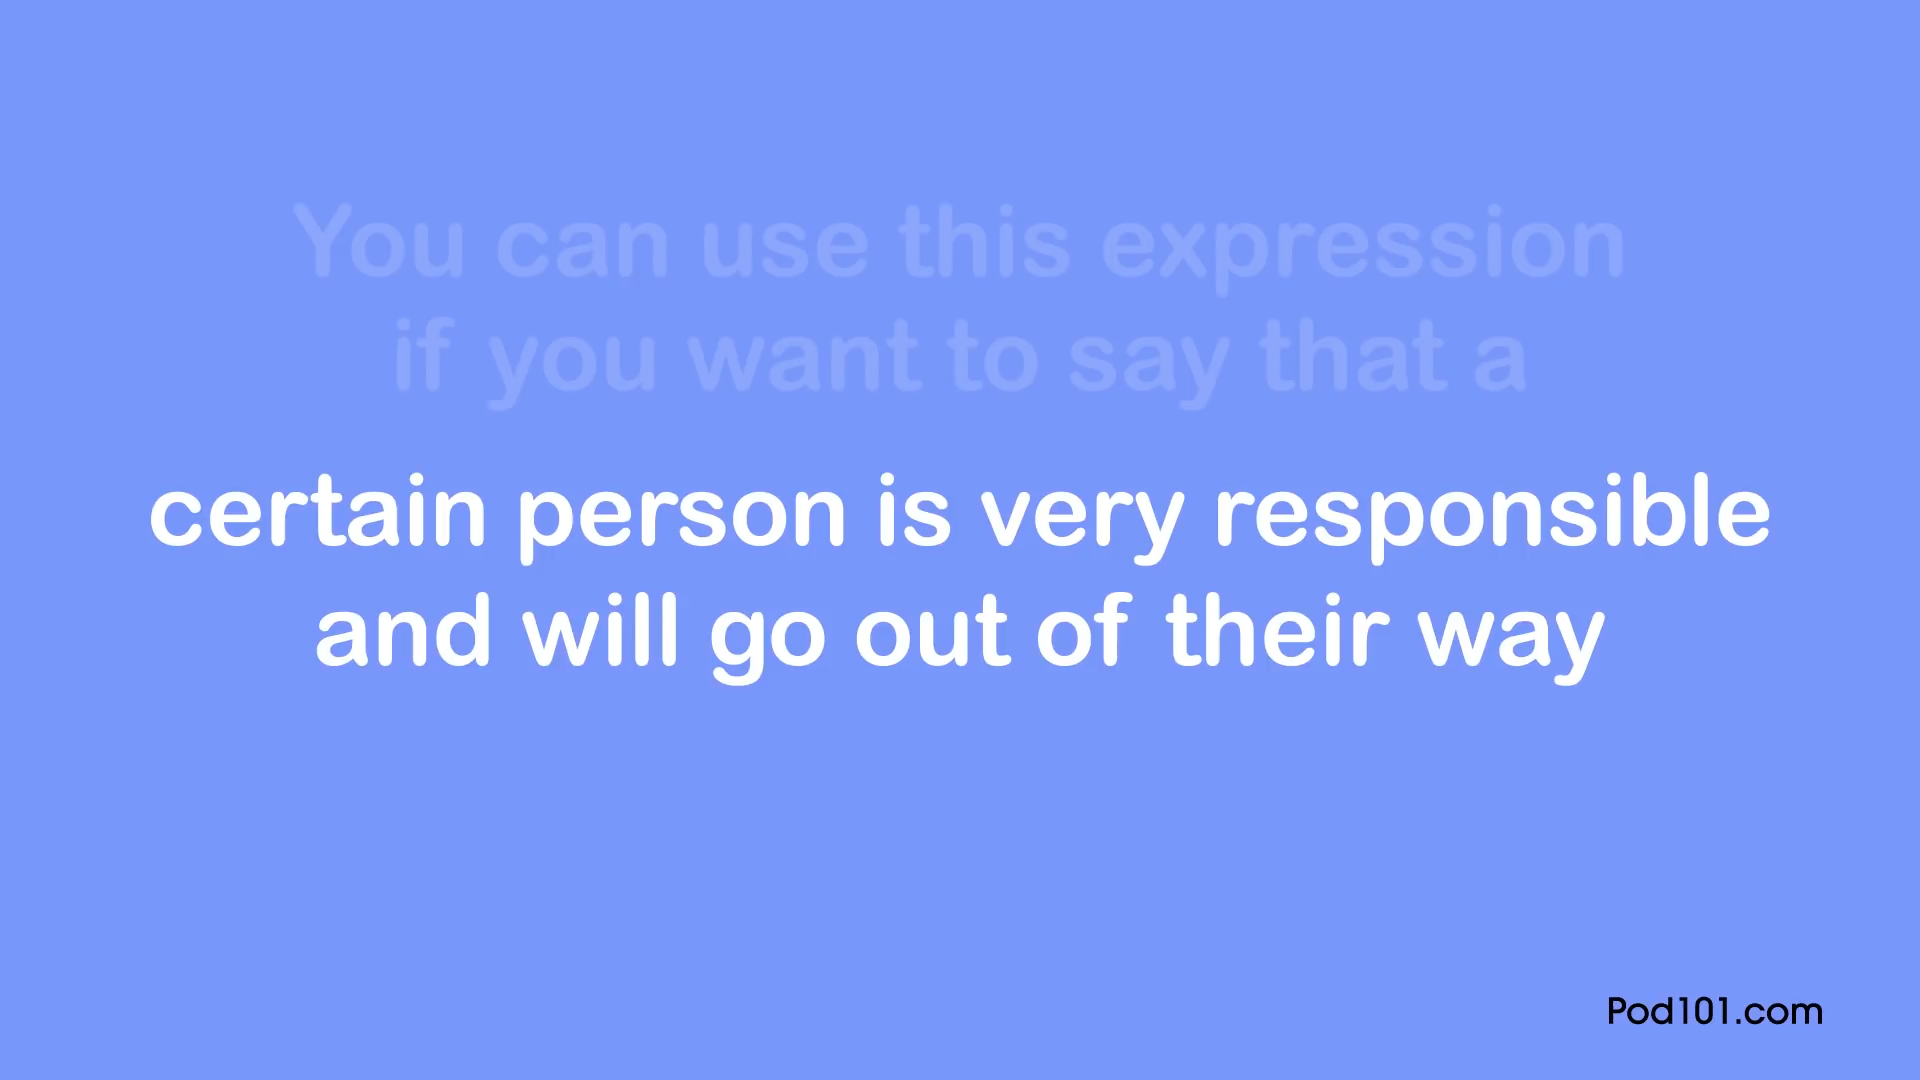 You can use this expression
if you want to say that a
certain person is very responsible
and will go out of their way
Pod101.com